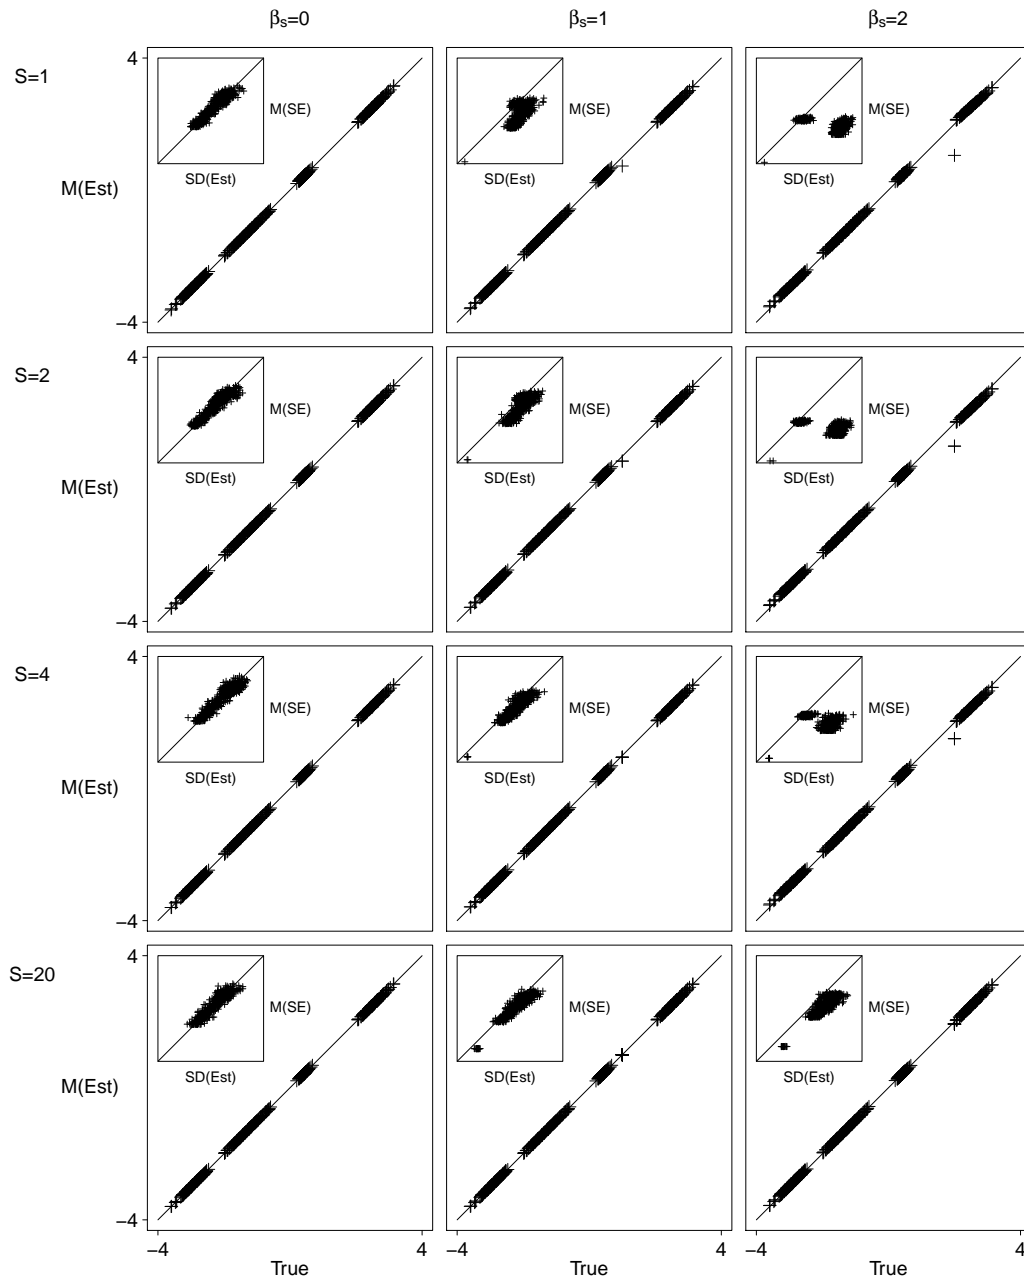 βs=0 βs=1 βs=2
S=1
4
M(SE) M(SE) M(SE)
SD(Est) SD(Est) SD(Est)
M(Est)
−4
S=2
4
M(SE) M(SE) M(SE)
SD(Est) SD(Est) SD(Est)
M(Est)
−4
S=4
4
M(SE) M(SE) M(SE)
SD(Est) SD(Est) SD(Est)
M(Est)
−4
S=20
4
M(SE) M(SE) M(SE)
SD(Est) SD(Est) SD(Est)
M(Est)
−4
−4 4 −4 4 −4 4
True True True